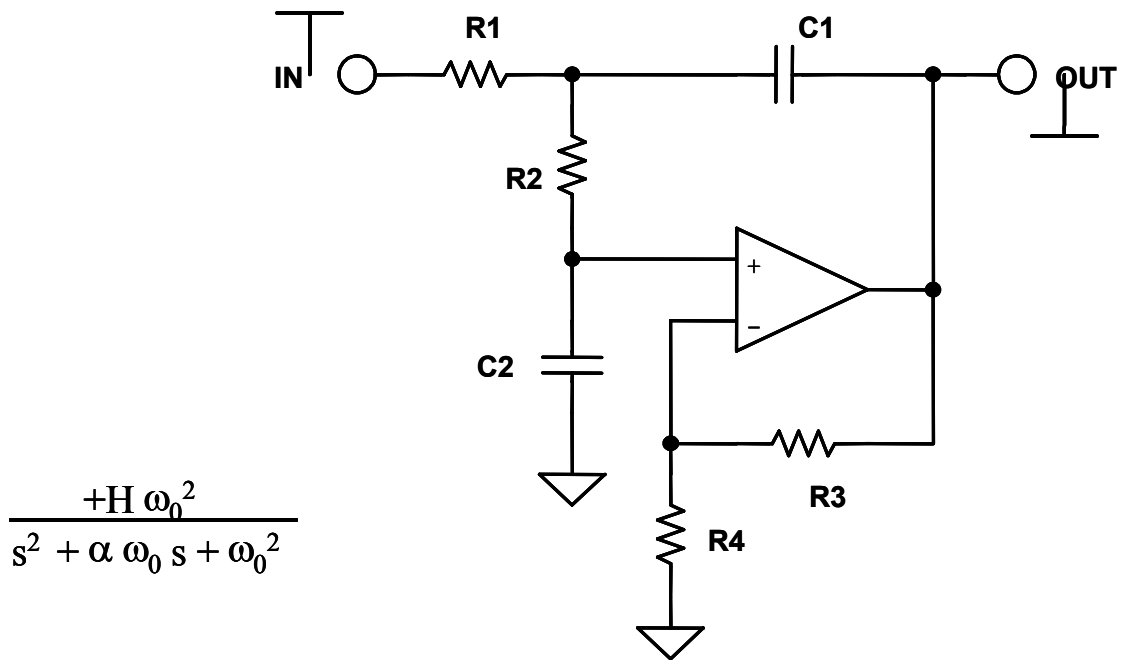 R1
C1
IN
OUT
R2
+
−
C2
R3
R4
+H ω₀²
s² + α ω₀ s + ω₀²